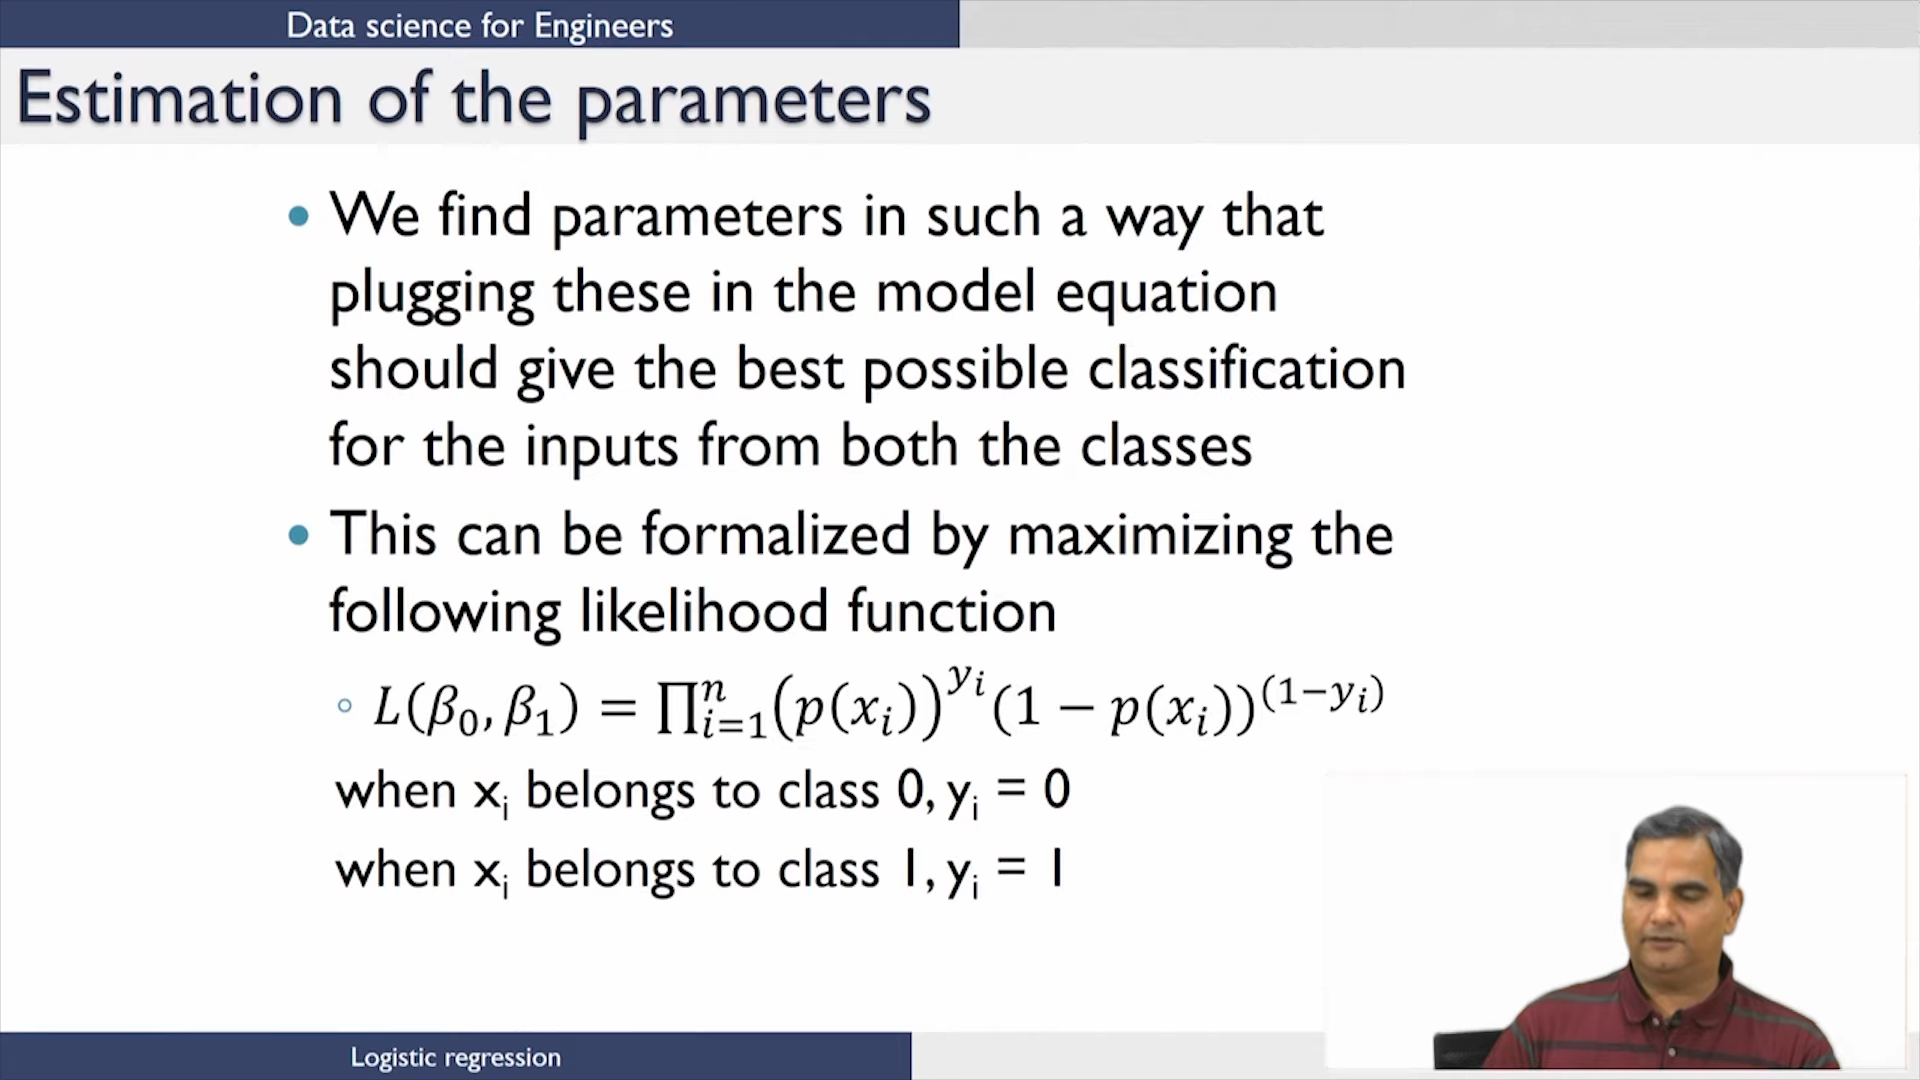 Data science for Engineers
Estimation of the parameters
• We find parameters in such a way that
plugging these in the model equation
should give the best possible classification
for the inputs from both the classes
• This can be formalized by maximizing the
following likelihood function
◦ L(β₀, β₁) = ∏ⁿᵢ₌₁(p(xᵢ))^{yᵢ}(1 − p(xᵢ))^{(1−yᵢ)}
when xᵢ belongs to class 0, yᵢ = 0
when xᵢ belongs to class 1, yᵢ = 1
Logistic regression